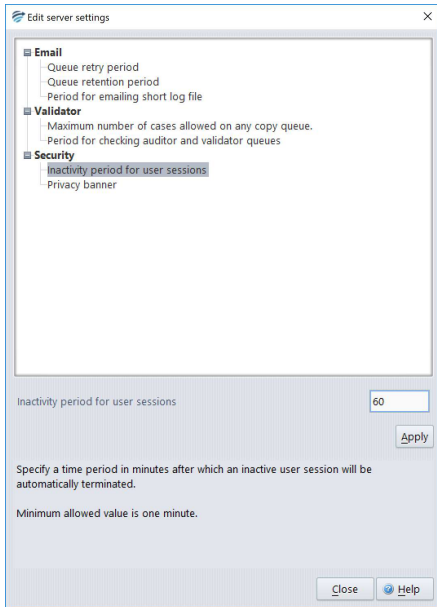 Edit server settings
Email
Queue retry period
Queue retention period
Period for emailing short log file
Validator
Maximum number of cases allowed on any copy queue.
Period for checking auditor and validator queues
Security
Inactivity period for user sessions
Privacy banner
Inactivity period for user sessions 60
Apply
Specify a time period in minutes after which an inactive user session will be
automatically terminated.
Minimum allowed value is one minute.
Close Help